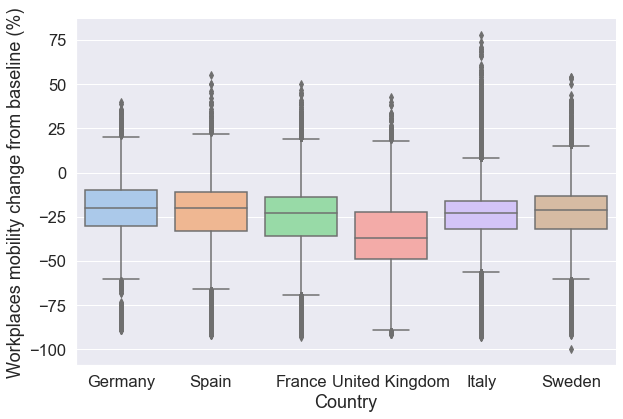 Workplaces mobility change from baseline (%)
75
50
25
0
−25
−50
−75
−100
Germany Spain France United Kingdom Italy Sweden
Country